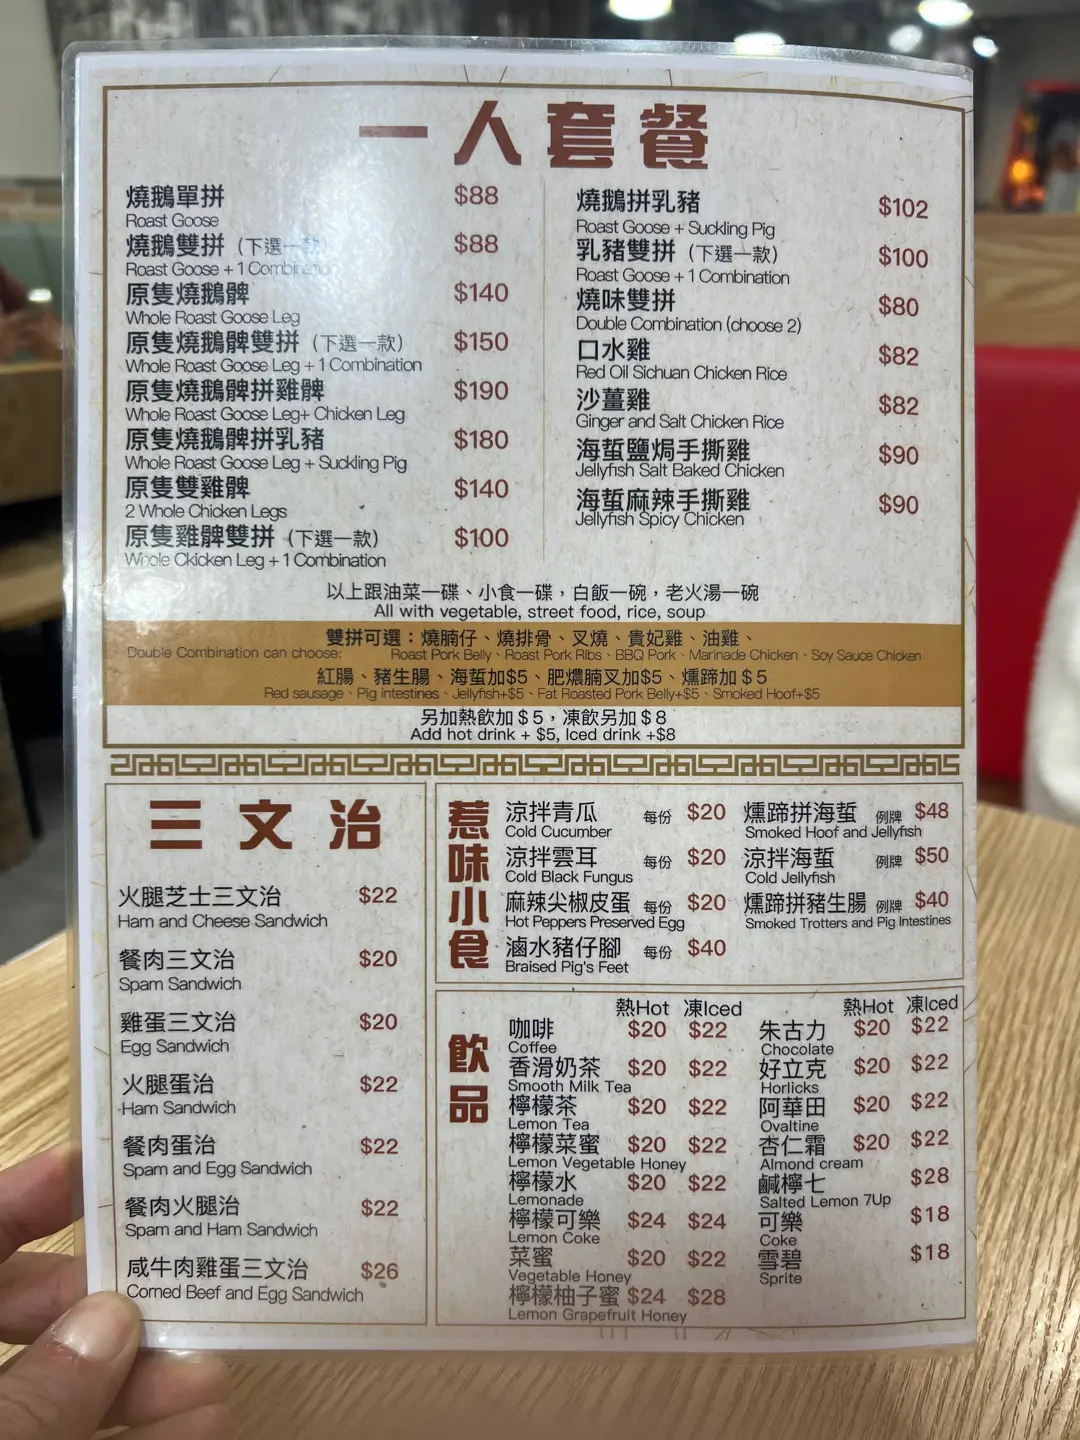 一人套餐
燒鵝單拼 $88
Roast Goose
燒鵝雙拼（下選一款） $88
Roast Goose + 1 Combination
原隻燒鵝髀 $140
Whole Roast Goose Leg
原隻燒鵝髀雙拼（下選一款） $150
Whole Roast Goose Leg + 1 Combination
原隻燒鵝髀拼雞髀 $190
Whole Roast Goose Leg+ Chicken Leg
原隻燒鵝髀拼乳豬 $180
Whole Roast Goose Leg + Suckling Pig
原隻雙雞髀 $140
2 Whole Chicken Legs
原隻雞髀雙拼（下選一款） $100
Whole Ckicken Leg + 1 Combination
燒鵝拼乳豬 $102
Roast Goose + Suckling Pig
乳豬雙拼（下選一款） $100
Roast Goose + 1 Combination
燒味雙拼 $80
Double Combination (choose 2)
口水雞 $82
Red Oil Sichuan Chicken Rice
沙薑雞 $82
Ginger and Salt Chicken Rice
海蜇鹽焗手撕雞 $90
Jellyfish Salt Baked Chicken
海蜇麻辣手撕雞 $90
Jellyfish Spicy Chicken
以上跟油菜一碟、小食一碟，白飯一碗，老火湯一碗
All with vegetable, street food, rice, soup
雙拼可選：燒腩仔、燒排骨、叉燒、貴妃雞、油雞、
Double Combination can choose: Roast Pork Belly、Roast Pork Ribs、BBQ Pork、Marinade Chicken、Soy Sauce Chicken
紅腸、豬生腸、海蜇加$5、肥燶腩叉加$5、燻蹄加＄5
Red sausage、Pig intestines、Jellyfish+$5、Fat Roasted Pork Belly+$5、Smoked Hoof+$5
另加熱飲加＄5，凍飲另加＄8
Add hot drink + $5, Iced drink +$8
三文治
火腿芝士三文治 $22
Ham and Cheese Sandwich
餐肉三文治 $20
Spam Sandwich
雞蛋三文治 $20
Egg Sandwich
火腿蛋治 $22
Ham Sandwich
餐肉蛋治 $22
Spam and Egg Sandwich
餐肉火腿治 $22
Spam and Ham Sandwich
咸牛肉雞蛋三文治 $26
Corned Beef and Egg Sandwich
惹味小食
涼拌青瓜 每份 $20
Cold Cucumber
涼拌雲耳 每份 $20
Cold Black Fungus
麻辣尖椒皮蛋 每份 $20
Hot Peppers Preserved Egg
滷水豬仔腳 每份 $40
Braised Pig's Feet
燻蹄拼海蜇 例牌 $48
Smoked Hoof and Jellyfish
涼拌海蜇 例牌 $50
Cold Jellyfish
燻蹄拼豬生腸 例牌 $40
Smoked Trotters and Pig Intestines
飲品
熱Hot 凍Iced
咖啡 $20 $22
Coffee
香滑奶茶 $20 $22
Smooth Milk Tea
檸檬茶 $20 $22
Lemon Tea
檸檬菜蜜 $20 $22
Lemon Vegetable Honey
檸檬水 $20 $22
Lemonade
檸檬可樂 $24 $24
Lemon Coke
菜蜜 $20 $22
Vegetable Honey
檸檬柚子蜜 $24 $28
Lemon Grapefruit Honey
熱Hot 凍Iced
朱古力 $20 $22
Chocolate
好立克 $20 $22
Horlicks
阿華田 $20 $22
Ovaltine
杏仁霜 $20 $22
Almond cream
鹹檸七 $28
Salted Lemon 7Up
可樂 $18
Coke
雪碧 $18
Sprite